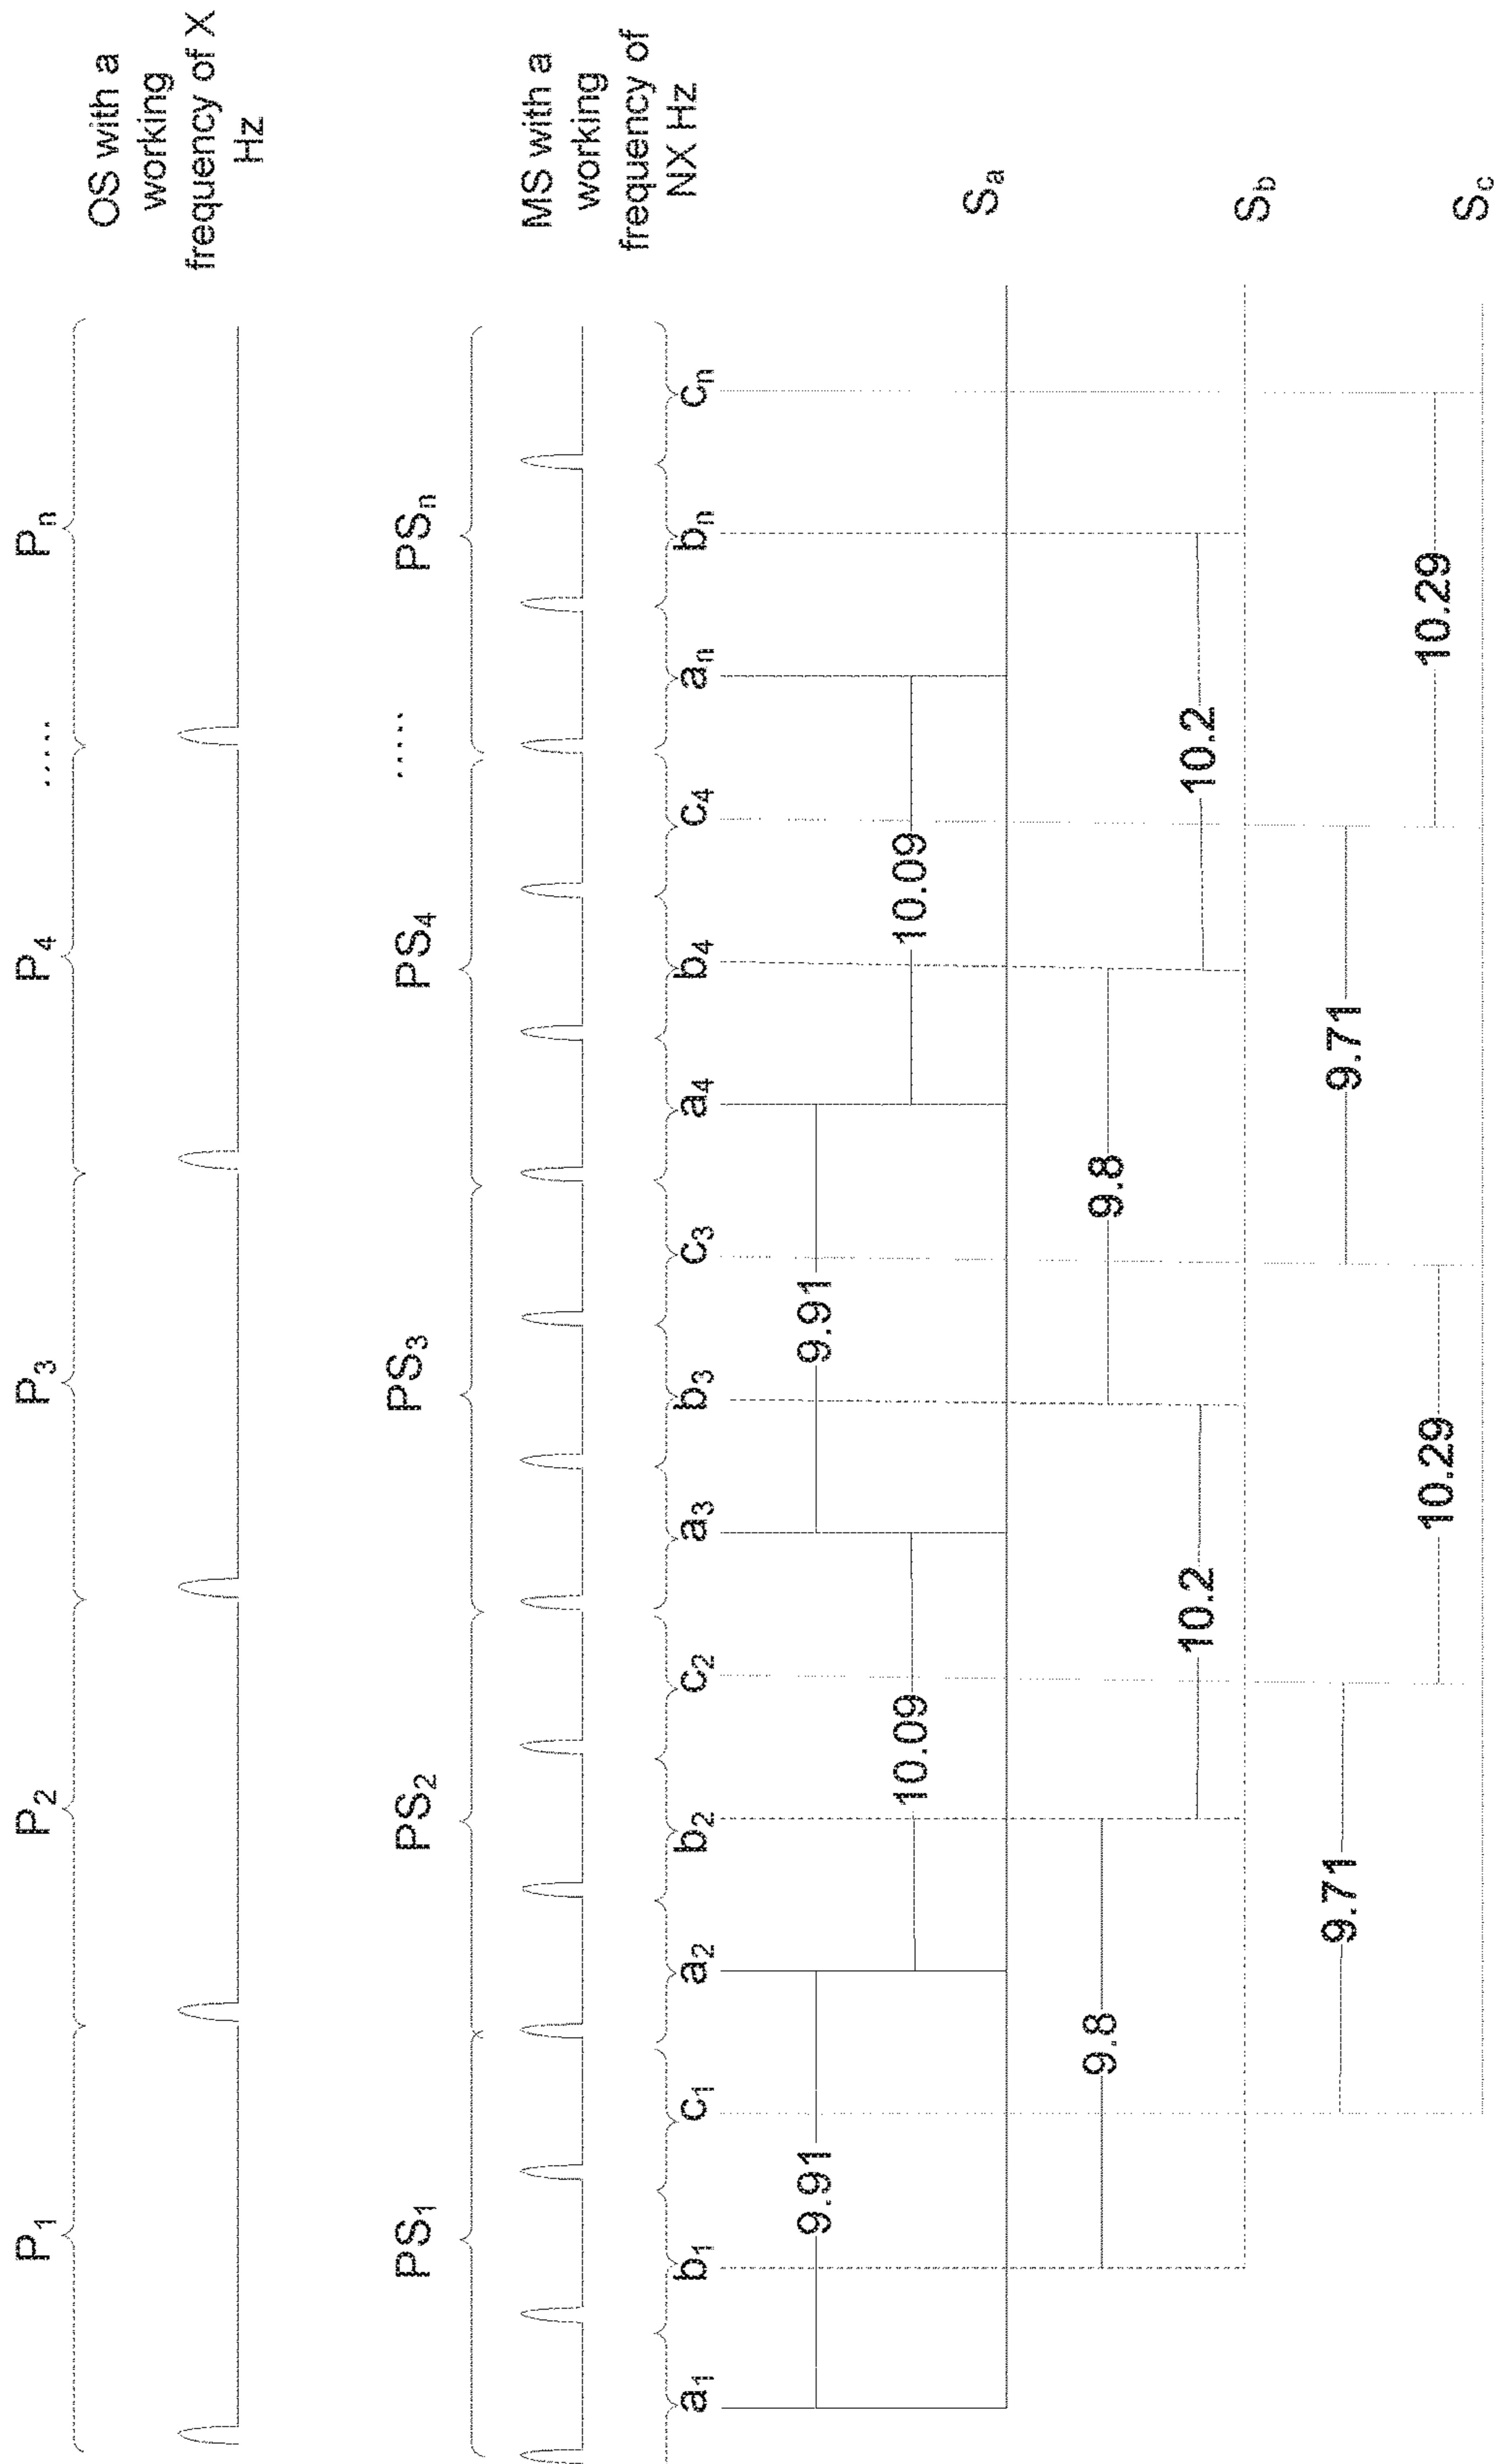 P₁ P₂ P₃ P₄ ..... Pₙ
OS with a
working
frequency of X
Hz
PS₁ PS₂ PS₃ PS₄ ..... PSₙ
MS with a
working
frequency of
NX Hz
a₁ b₁ c₁ a₂ b₂ c₂ a₃ b₃ c₃ a₄ b₄ c₄ aₙ bₙ cₙ
9.91 9.91
10.09 10.09
Sa
9.8 9.8
10.2 10.2
Sb
9.71 9.71
10.29 10.29
Sc